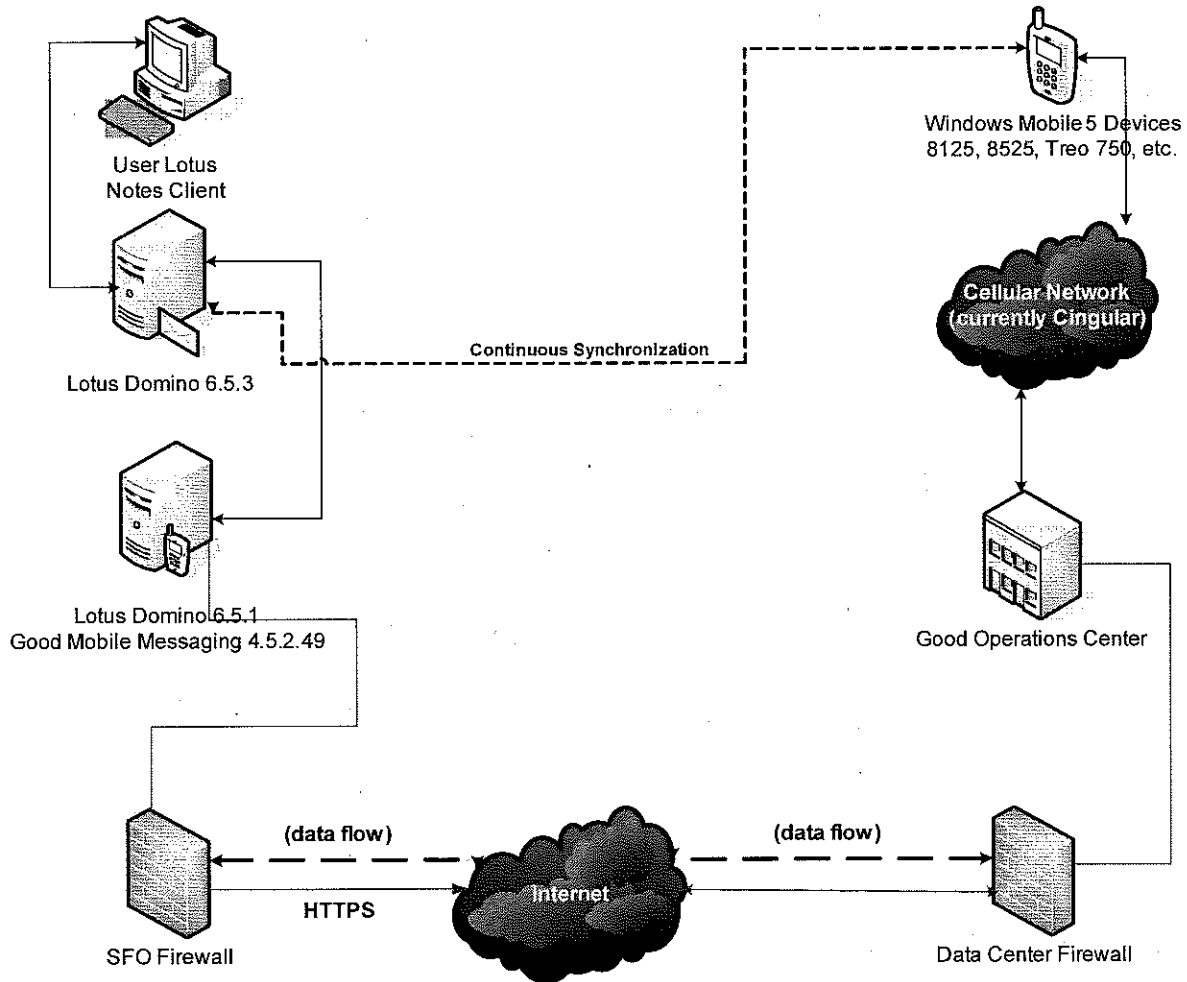 User Lotus
Notes Client
Windows Mobile 5 Devices
8125, 8525, Treo 750, etc.
Cellular Network
(currently Cingular)
Continuous Synchronization
Lotus Domino 6.5.3
Lotus Domino 6.5.1
Good Mobile Messaging 4.5.2.49
Good Operations Center
(data flow)
(data flow)
Internet
HTTPS
SFO Firewall
Data Center Firewall